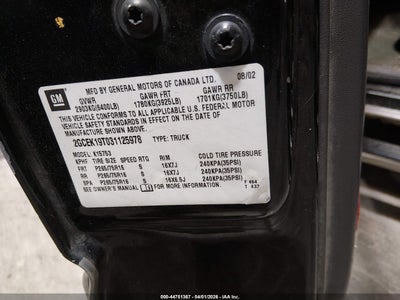 GM
MFD BY GENERAL MOTORS OF CANADA LTD. 08/02
GVWR GAWR FRT GAWR RR
2903KG(6400LB) 1780KG(3925LB) 1701KG(3750LB)
THIS VEHICLE CONFORMS TO ALL APPLICABLE U.S. FEDERAL MOTOR
VEHICLE SAFETY STANDARDS IN EFFECT ON THE DATE OF
MANUFACTURE SHOWN ABOVE.
2GCEK19T031125978 TYPE: TRUCK
MODEL: K15753
TIRE SIZE SPEED RTG RIM COLD TIRE PRESSURE
FRT P265/75R16 S 16X7J 240KPA(35PSI)
RR P265/75R16 S 16X7J 240KPA(35PSI)
SPA P265/75R16 S 16X6.5J 240KPA(35PSI)
SEE OWNER'S MANUAL
000-44751367 - 04/01/2026 - IAA Inc.